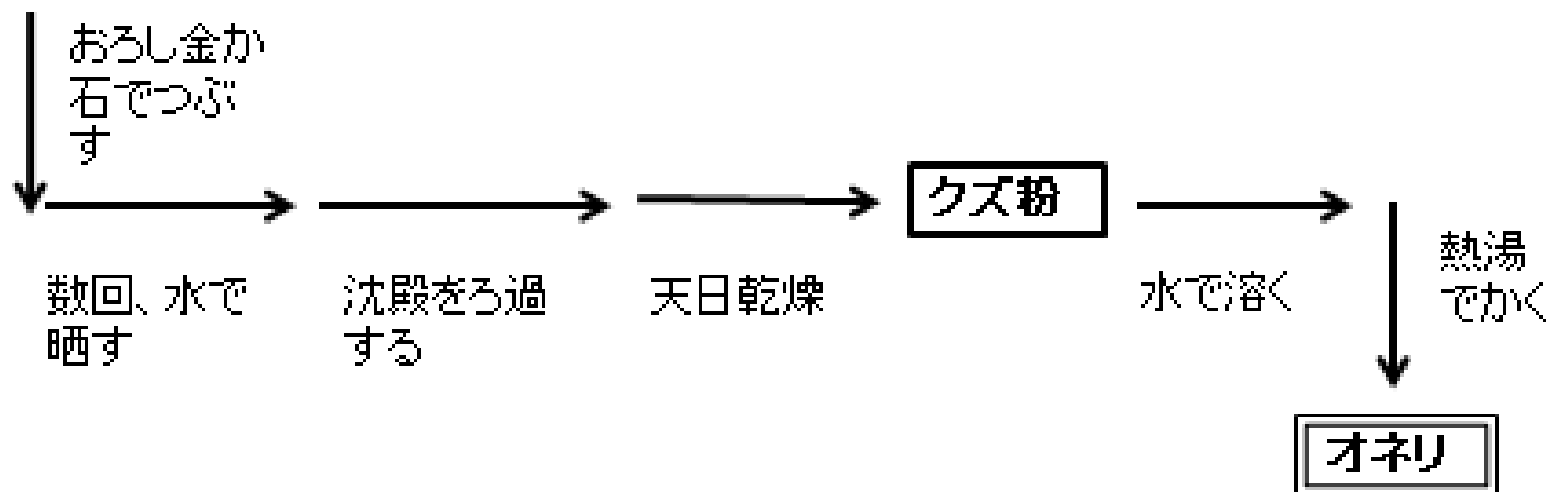 おろし金か
石でつぶ
す
クズ粉
数回、水で
晒す
沈殿をろ過
する
天日乾燥
水で溶く
熱湯
でかく
オネリ